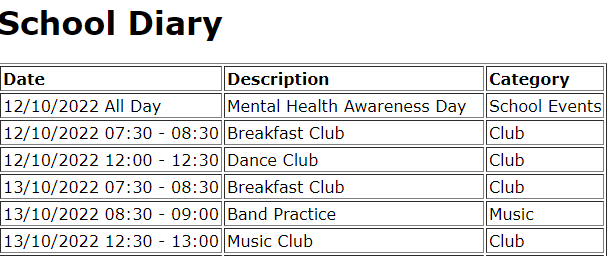 School Diary
Date Description Category
12/10/2022 All Day Mental Health Awareness Day School Events
12/10/2022 07:30 - 08:30 Breakfast Club Club
12/10/2022 12:00 - 12:30 Dance Club Club
13/10/2022 07:30 - 08:30 Breakfast Club Club
13/10/2022 08:30 - 09:00 Band Practice Music
13/10/2022 12:30 - 13:00 Music Club Club